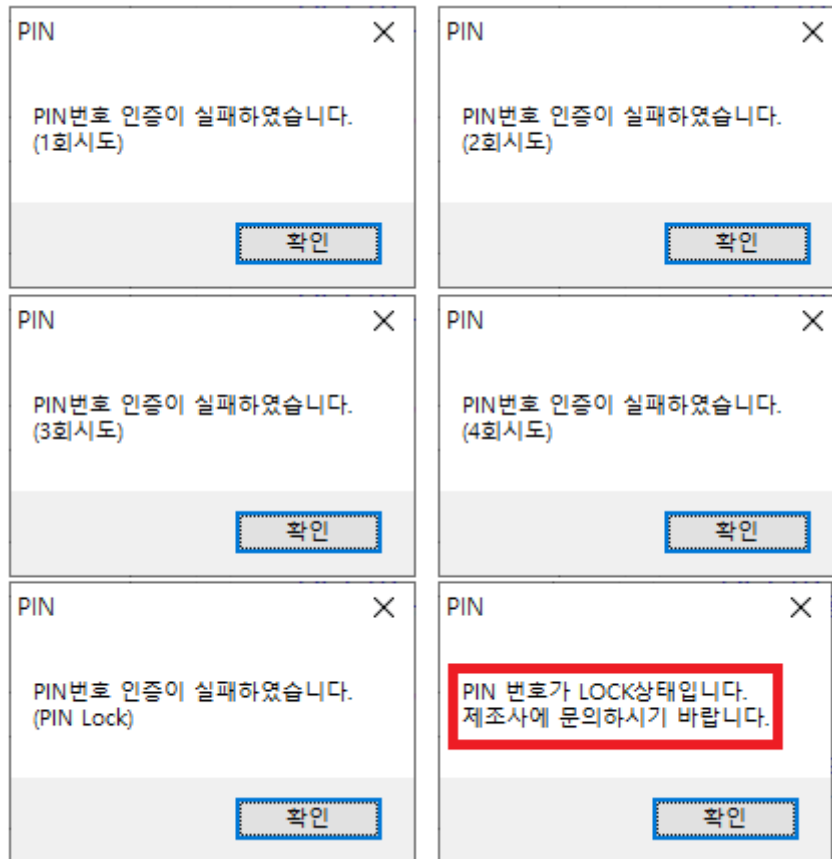 PIN
PIN번호 인증이 실패하였습니다.
(1회시도)
확인
PIN
PIN번호 인증이 실패하였습니다.
(2회시도)
확인
PIN
PIN번호 인증이 실패하였습니다.
(3회시도)
확인
PIN
PIN번호 인증이 실패하였습니다.
(4회시도)
확인
PIN
PIN번호 인증이 실패하였습니다.
(PIN Lock)
확인
PIN
PIN 번호가 LOCK상태입니다.
제조사에 문의하시기 바랍니다.
확인